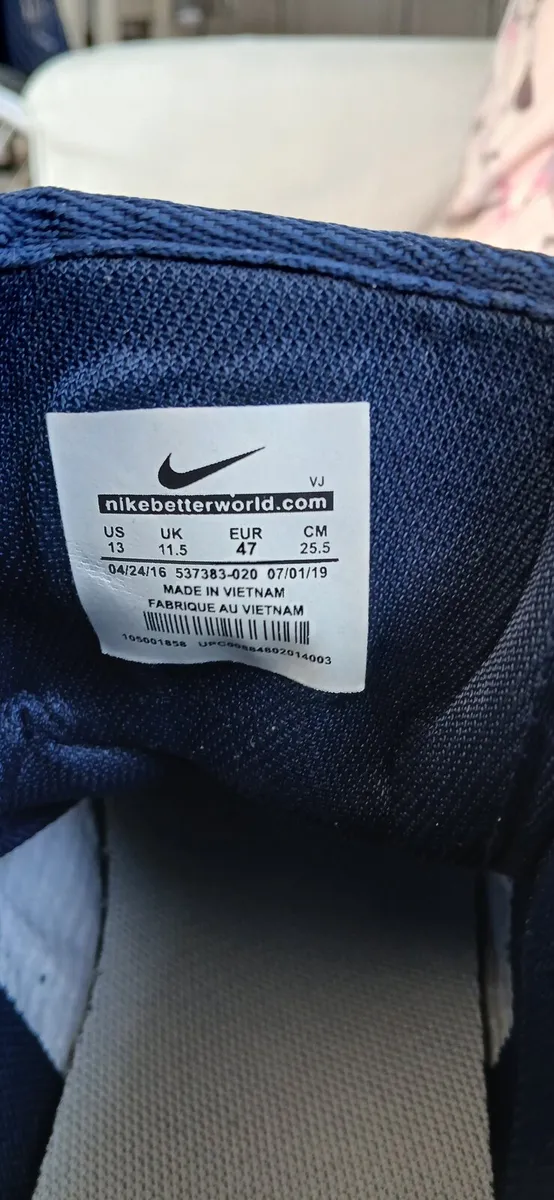 VJ
nikebetterworld.com
US UK EUR CM
13 11.5 47 25.5
04/24/16 537383-020 07/01/19
MADE IN VIETNAM
FABRIQUE AU VIETNAM
105001858